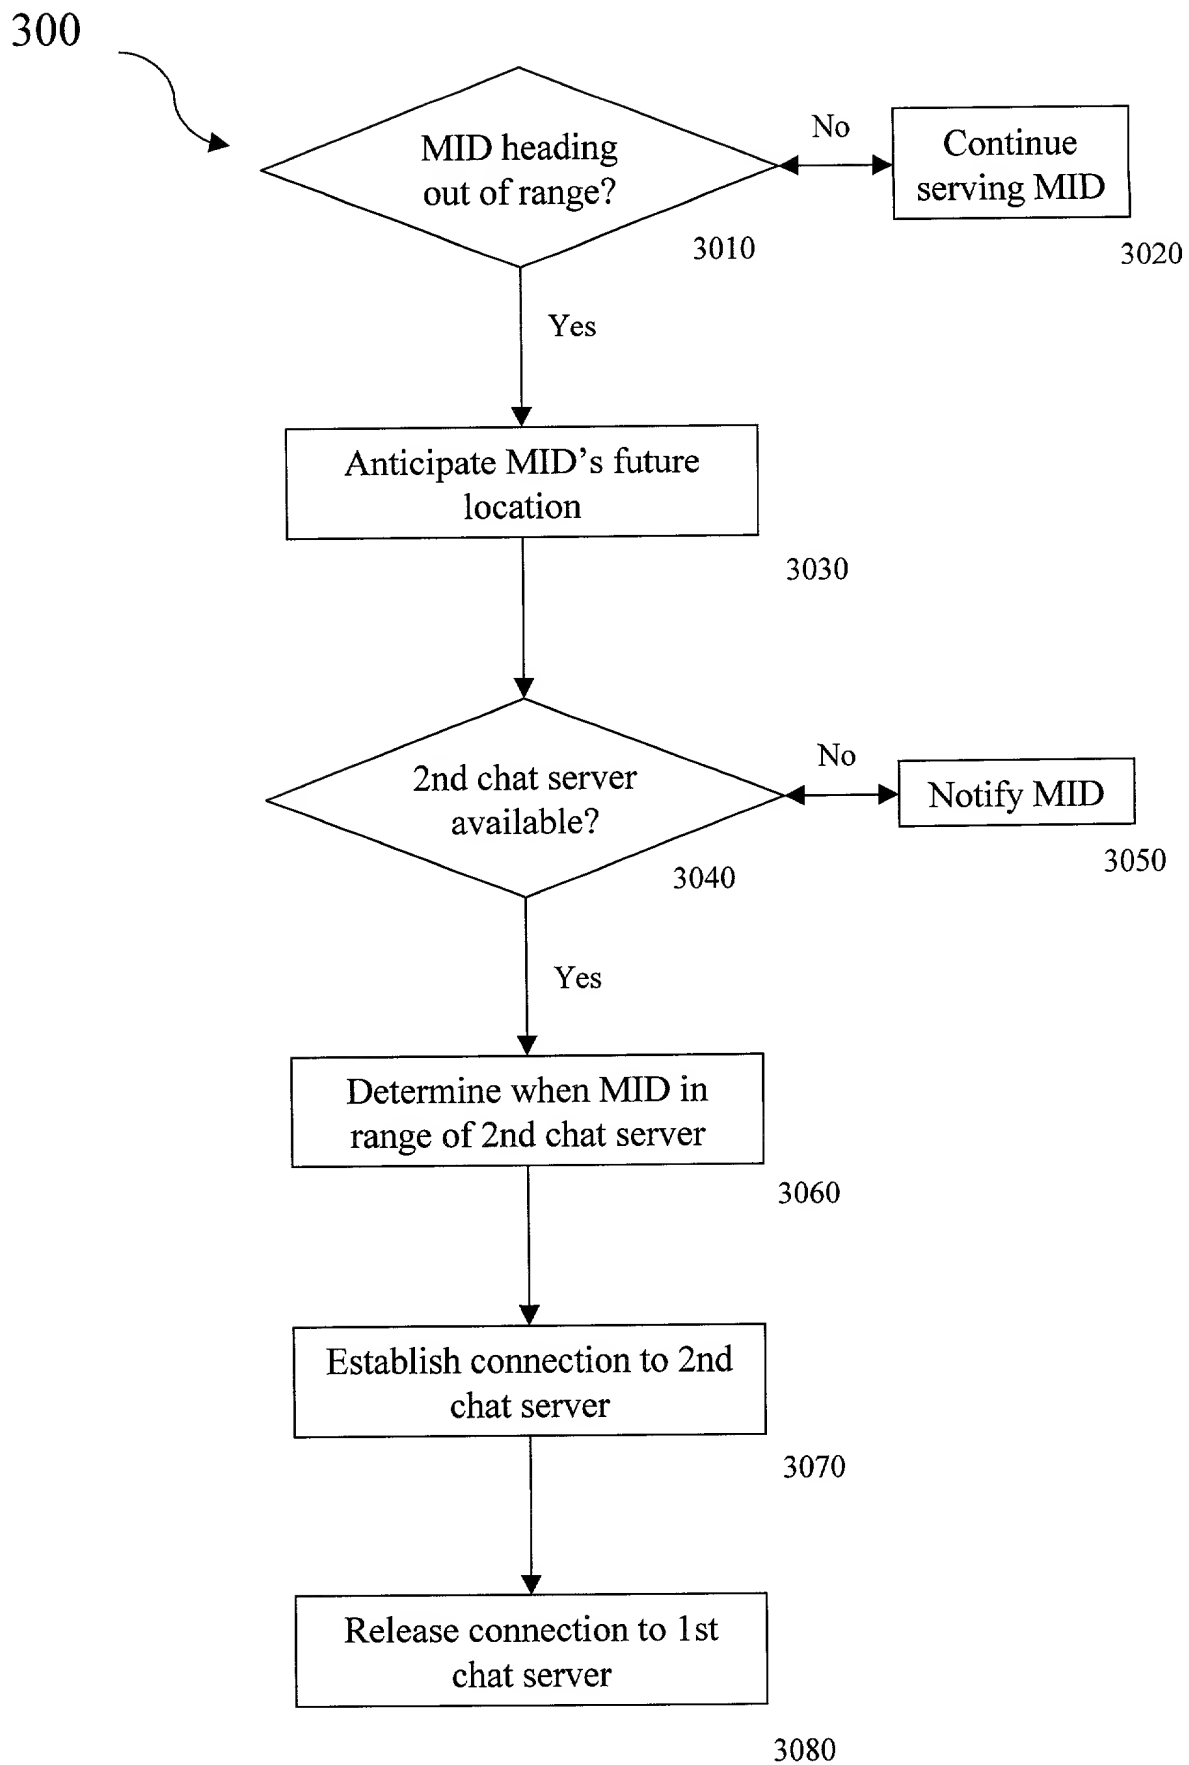 300
MID heading
out of range?
3010
No
Continue
serving MID
3020
Yes
Anticipate MID's future
location
3030
2nd chat server
available?
3040
No
Notify MID
3050
Yes
Determine when MID in
range of 2nd chat server
3060
Establish connection to 2nd
chat server
3070
Release connection to 1st
chat server
3080